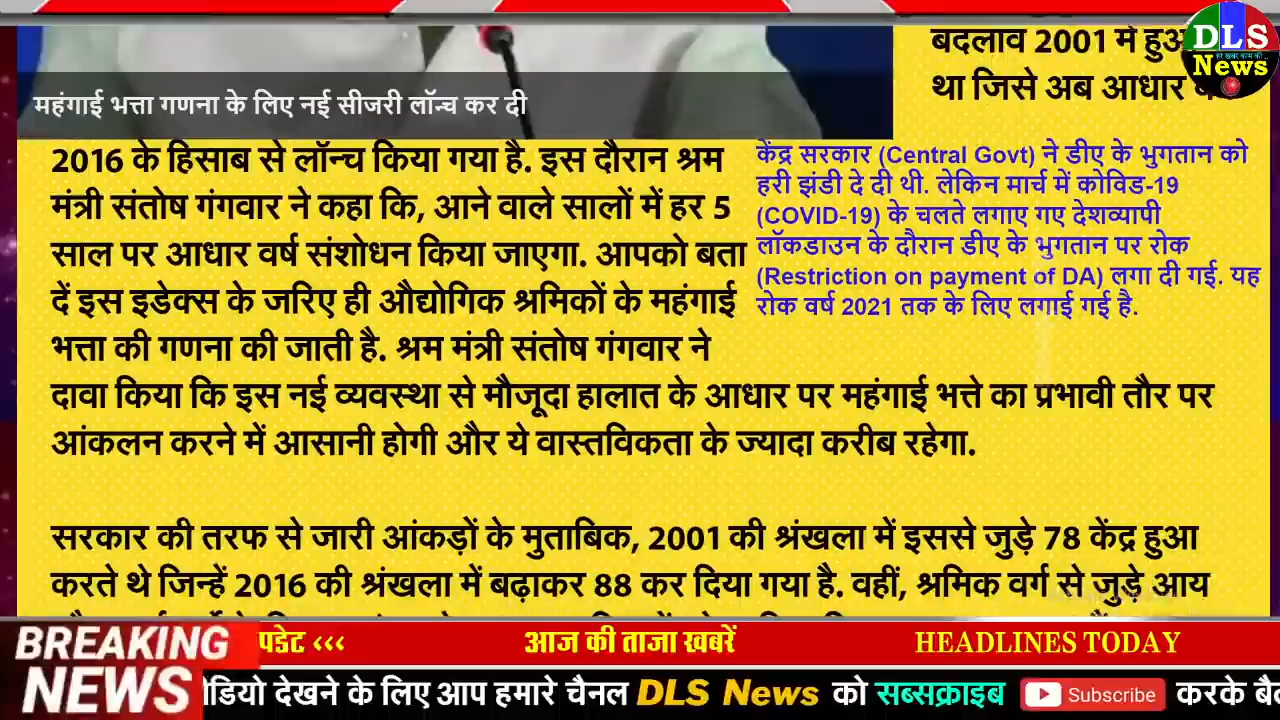 बदलाव 2001 में हुआ
था जिसे अब आधार
DLS
News
महंगाई भत्ता गणना के लिए नई सीजरी लॉन्च कर दी
2016 के हिसाब से लॉन्च किया गया है. इस दौरान श्रम
मंत्री संतोष गंगवार ने कहा कि, आने वाले सालों में हर 5
साल पर आधार वर्ष संशोधन किया जाएगा. आपको बता
दें इस इडेक्स के जरिए ही औद्योगिक श्रमिकों के महंगाई
भत्ता की गणना की जाती है. श्रम मंत्री संतोष गंगवार ने
दावा किया कि इस नई व्यवस्था से मौजूदा हालात के आधार पर महंगाई भत्ते का प्रभावी तौर पर
आंकलन करने में आसानी होगी और ये वास्तविकता के ज्यादा करीब रहेगा.
केंद्र सरकार (Central Govt) ने डीए के भुगतान को
हरी झंडी दे दी थी. लेकिन मार्च में कोविड-19
(COVID-19) के चलते लगाए गए देशव्यापी
लॉकडाउन के दौरान डीए के भुगतान पर रोक
(Restriction on payment of DA) लगा दी गई. यह
रोक वर्ष 2021 तक के लिए लगाई गई है.
सरकार की तरफ से जारी आंकड़ों के मुताबिक, 2001 की श्रंखला में इससे जुड़े 78 केंद्र हुआ
करते थे जिन्हें 2016 की श्रंखला में बढ़ाकर 88 कर दिया गया है. वहीं, श्रमिक वर्ग से जुड़े आय
BREAKING
NEWS
पडेट ‹‹‹ आज की ताजा खबरें HEADLINES TODAY
डियो देखने के लिए आप हमारे चैनल DLS News को सब्सक्राइब Subscribe करके